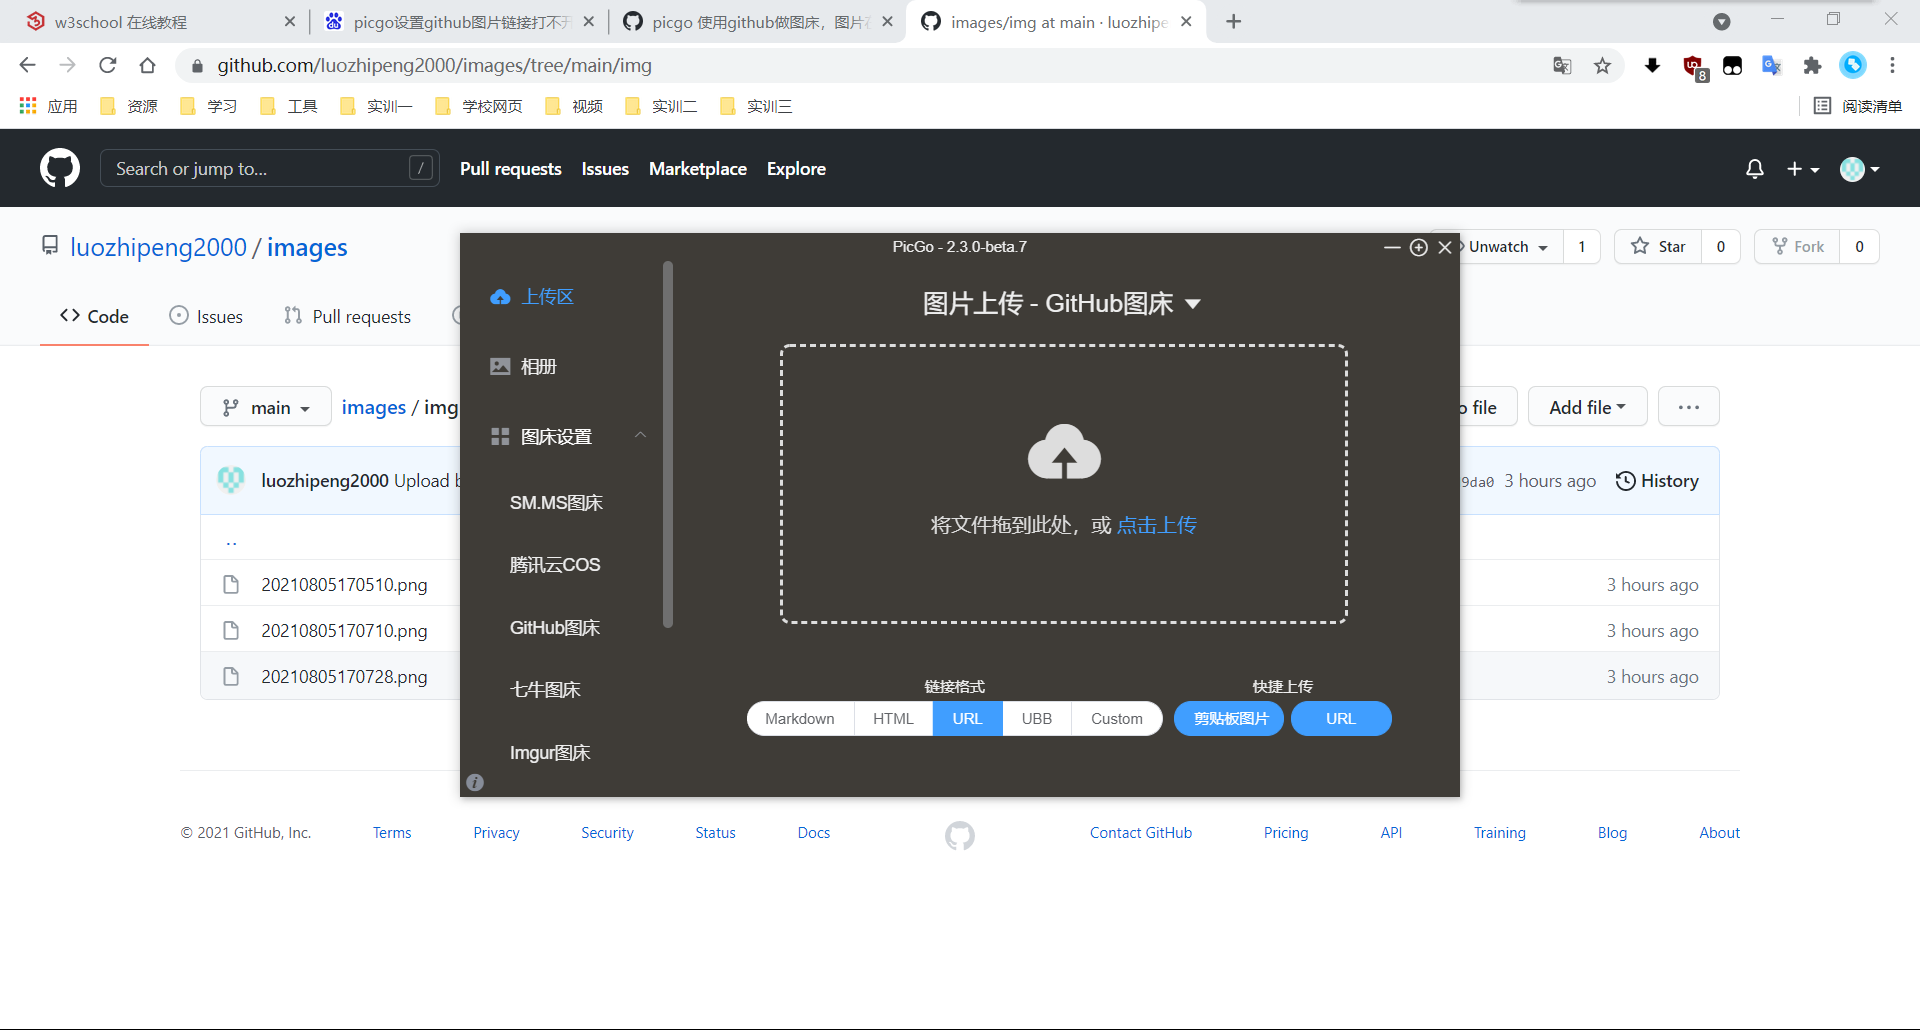 w3school 在线教程
picgo设置github图片链接打不开
picgo 使用github做图床，图片
images/img at main · luozhipe
github.com/luozhipeng2000/images/tree/main/img
8
应用 资源 学习 工具 实训一 学校网页 视频 实训二 实训三 阅读清单
Search or jump to... / Pull requests Issues Marketplace Explore
luozhipeng2000 / images
Unwatch 1 Star 0 Fork 0
Code Issues Pull requests
main images / img
o file Add file ...
luozhipeng2000 Upload b
9da0 3 hours ago History
..
20210805170510.png 3 hours ago
20210805170710.png 3 hours ago
20210805170728.png 3 hours ago
PicGo - 2.3.0-beta.7
上传区
相册
图床设置
SM.MS图床
腾讯云COS
GitHub图床
七牛图床
Imgur图床
图片上传 - GitHub图床
将文件拖到此处，或 点击上传
链接格式 快捷上传
Markdown HTML URL UBB Custom 剪贴板图片 URL
© 2021 GitHub, Inc. Terms Privacy Security Status Docs Contact GitHub Pricing API Training Blog About